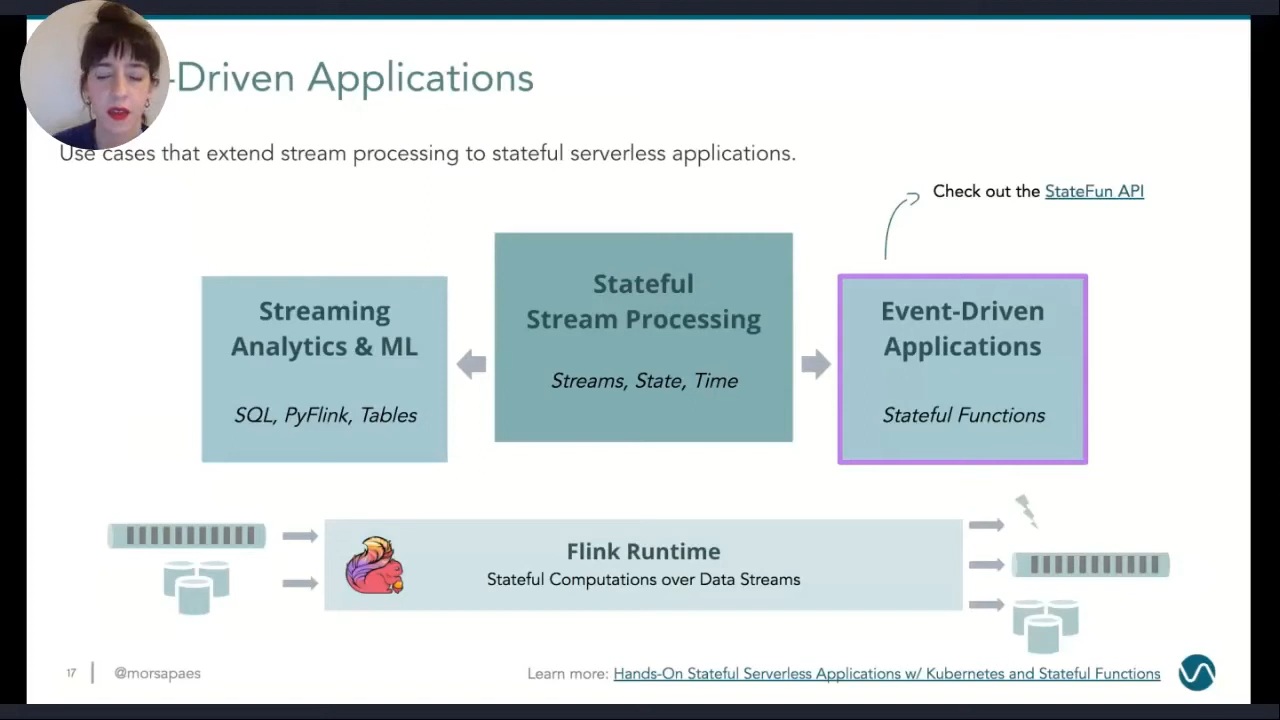 -Driven Applications
Use cases that extend stream processing to stateful serverless applications.
Check out the StateFun API
Stateful
Stream Processing
Streams, State, Time
Streaming
Analytics & ML
SQL, PyFlink, Tables
Event-Driven
Applications
Stateful Functions
Flink Runtime
Stateful Computations over Data Streams
17
@morsapaes
Learn more: Hands-On Stateful Serverless Applications w/ Kubernetes and Stateful Functions